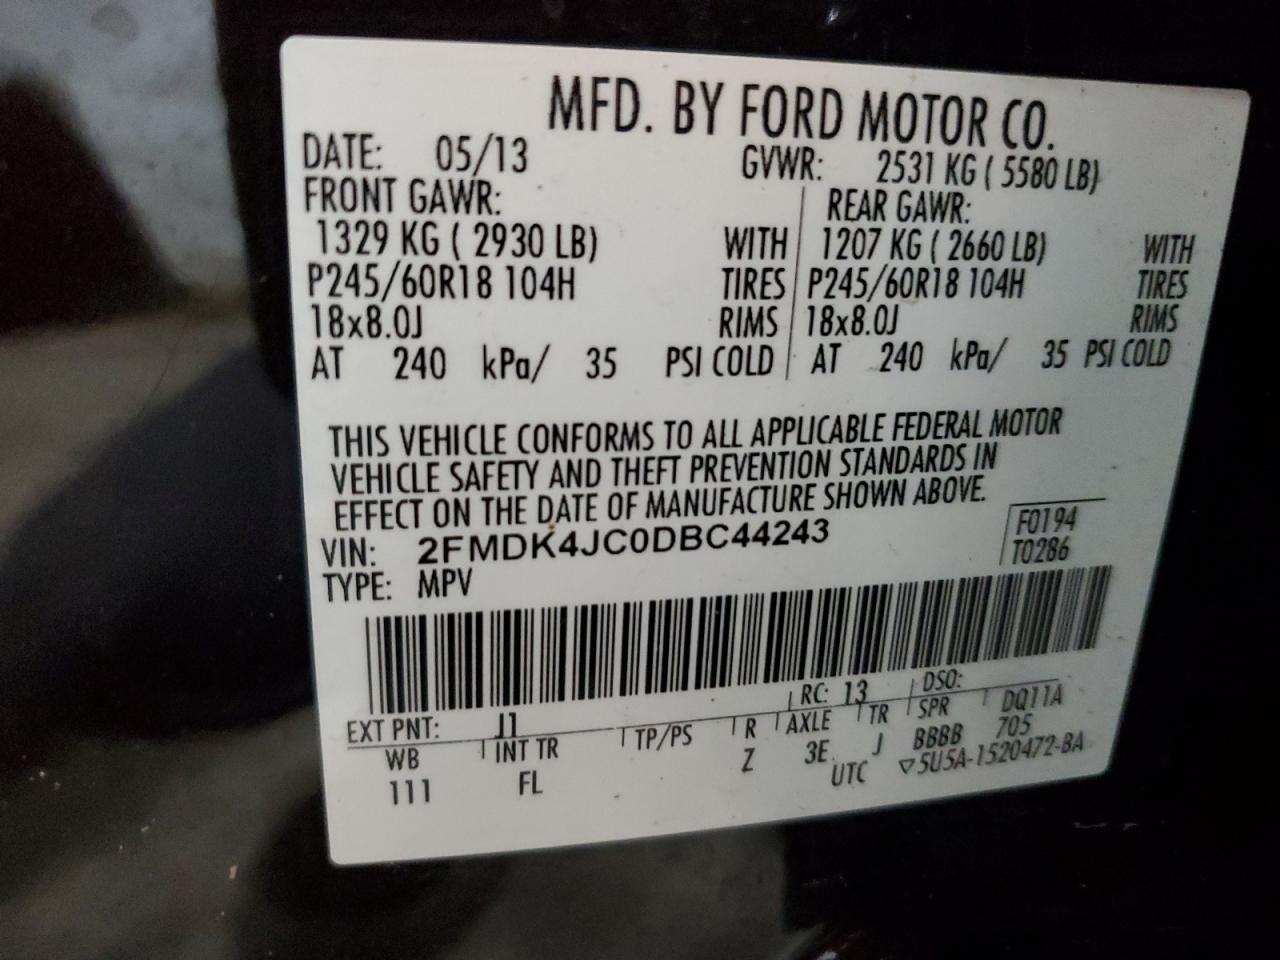 MFD. BY FORD MOTOR CO.
DATE: 05/13 GVWR: 2531 KG ( 5580 LB)
FRONT GAWR: REAR GAWR:
1329 KG ( 2930 LB) WITH 1207 KG ( 2660 LB) WITH
P245/60R18 104H TIRES P245/60R18 104H TIRES
18x8.0J RIMS 18x8.0J RIMS
AT 240 kPa/ 35 PSI COLD AT 240 kPa/ 35 PSI COLD
THIS VEHICLE CONFORMS TO ALL APPLICABLE FEDERAL MOTOR
VEHICLE SAFETY AND THEFT PREVENTION STANDARDS IN
EFFECT ON THE DATE OF MANUFACTURE SHOWN ABOVE.
F0194
VIN: 2FMDK4JC0DBC44243
T0286
TYPE: MPV
EXT PNT: J1 RC: 13 DSO:
WB INT TR TP/PS R AXLE TR SPR DQ11A
111 FL Z 3E J BBBB 705
UTC ▽5U5A-1520472-BA